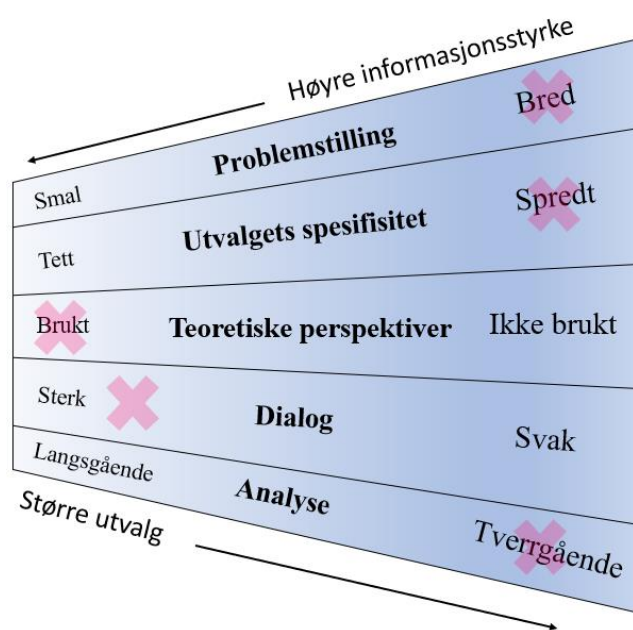 Høyre informasjonsstyrke
Problemstilling
Smal
Bred
Utvalgets spesifisitet
Tett
Spredt
Brukt
Teoretiske perspektiver
Ikke brukt
Sterk
Dialog
Svak
Langsgående
Analyse
Tverrgående
Større utvalg